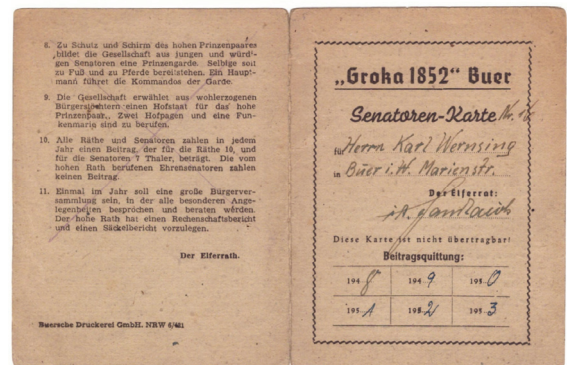 8. Zu Schutz und Schirm des hohen Prinzenpaares
bildet die Gesellschaft aus jungen und würdi-
gen Senatoren eine Prinzengarde. Selbige soll
zu Fuß und zu Pferde bereitstehen. Ein Haupt-
mann führet die Kommandos der Garde.
9. Die Gesellschaft erwählet aus wohlerzogenen
Bürgerstöchtern einen Hofstaat für das hohe
Prinzenpaar. Zwei Hofpagen und eine Fun-
kenmarie sind zu berufen.
10. Alle Räthe und Senatoren zahlen in jedem
Jahr einen Beitrag, der für die Räthe 10, und
für die Senatoren 7 Thaler, beträgt. Die vom
hohen Rath berufenen Ehrensenatoren zahlen
keinen Beitrag.
11. Einmal im Jahr soll eine große Bürgerver-
sammlung sein, in der alle besonderen Ange-
legenheiten besprochen und beraten werden.
Der hohe Rath hat einen Rechenschaftsbericht
und einen Säckelbericht vorzulegen.
Der Elferrath.
Buersche Druckerei GmbH. NRW 6/421
„Groka 1852“ Buer
Senatoren-Karte Nr. 16
für Herrn Karl Wernsing
in Buer i.W. Marienstr.
Der Elferrat:
Diese Karte ist nicht übertragbar!
Beitragsquittung:
1948 1949 1950
1951 1952 1953